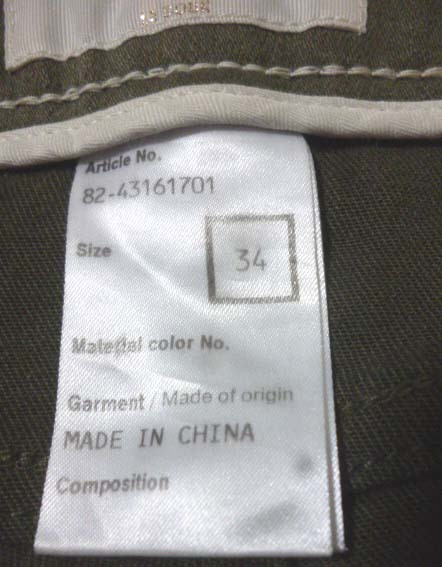 Article No.
82-43161701
Size
34
Material color No.
Garment / Made of origin
MADE IN CHINA
Composition